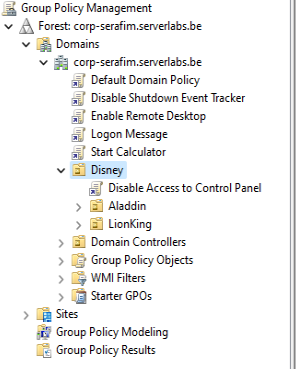 Group Policy Management
Forest: corp-serafim.serverlabs.be
Domains
corp-serafim.serverlabs.be
Default Domain Policy
Disable Shutdown Event Tracker
Enable Remote Desktop
Logon Message
Start Calculator
Disney
Disable Access to Control Panel
Aladdin
LionKing
Domain Controllers
Group Policy Objects
WMI Filters
Starter GPOs
Sites
Group Policy Modeling
Group Policy Results